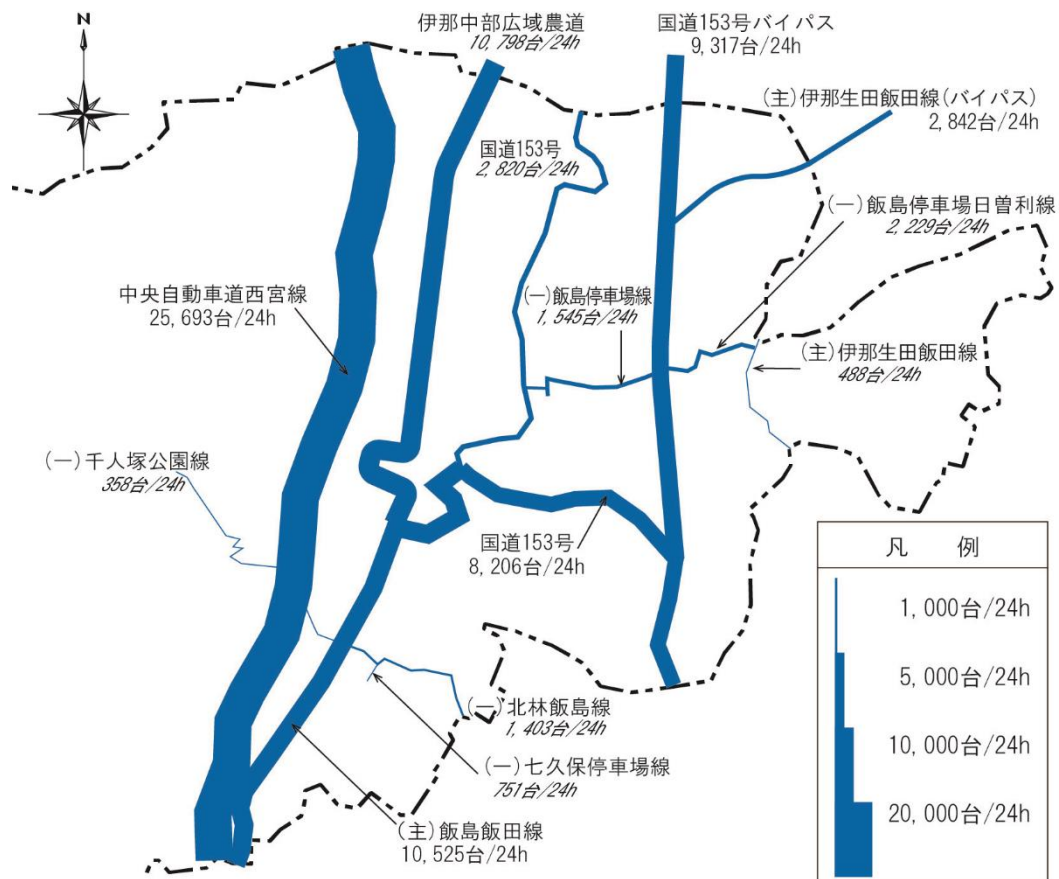 N
伊那中部広域農道
10,798台/24h
国道153号バイパス
9,317台/24h
(主)伊那生田飯田線(バイパス)
2,842台/24h
国道153号
2,820台/24h
(一)飯島停車場日曽利線
2,229台/24h
中央自動車道西宮線
25,693台/24h
(一)飯島停車場線
1,545台/24h
(主)伊那生田飯田線
488台/24h
(一)千人塚公園線
358台/24h
国道153号
8,206台/24h
(一)北林飯島線
1,403台/24h
(一)七久保停車場線
751台/24h
(主)飯島飯田線
10,525台/24h
凡 例
1,000台/24h
5,000台/24h
10,000台/24h
20,000台/24h